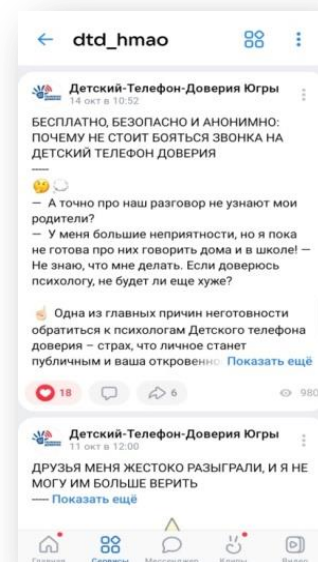 dtd_hmao
Детский-Телефон-Доверия Югры
14 окт в 10:52
БЕСПЛАТНО, БЕЗОПАСНО И АНОНИМНО:
ПОЧЕМУ НЕ СТОИТ БОЯТЬСЯ ЗВОНКА НА
ДЕТСКИЙ ТЕЛЕФОН ДОВЕРИЯ
— А точно про наш разговор не узнают мои
родители?
— У меня большие неприятности, но я пока
не готова про них говорить дома и в школе! —
Не знаю, что мне делать. Если доверюсь
психологу, не будет ли еще хуже?
Одна из главных причин неготовности
обратиться к психологам Детского телефона
доверия – страх, что личное станет
публичным и ваша откровенно Показать ещё
18
6
980
Детский-Телефон-Доверия Югры
11 окт в 12:00
ДРУЗЬЯ МЕНЯ ЖЕСТОКО РАЗЫГРАЛИ, И Я НЕ
МОГУ ИМ БОЛЬШЕ ВЕРИТЬ
---- Показать ещё
Главная
Сервисы
Мессенджер
Клипы
Видео